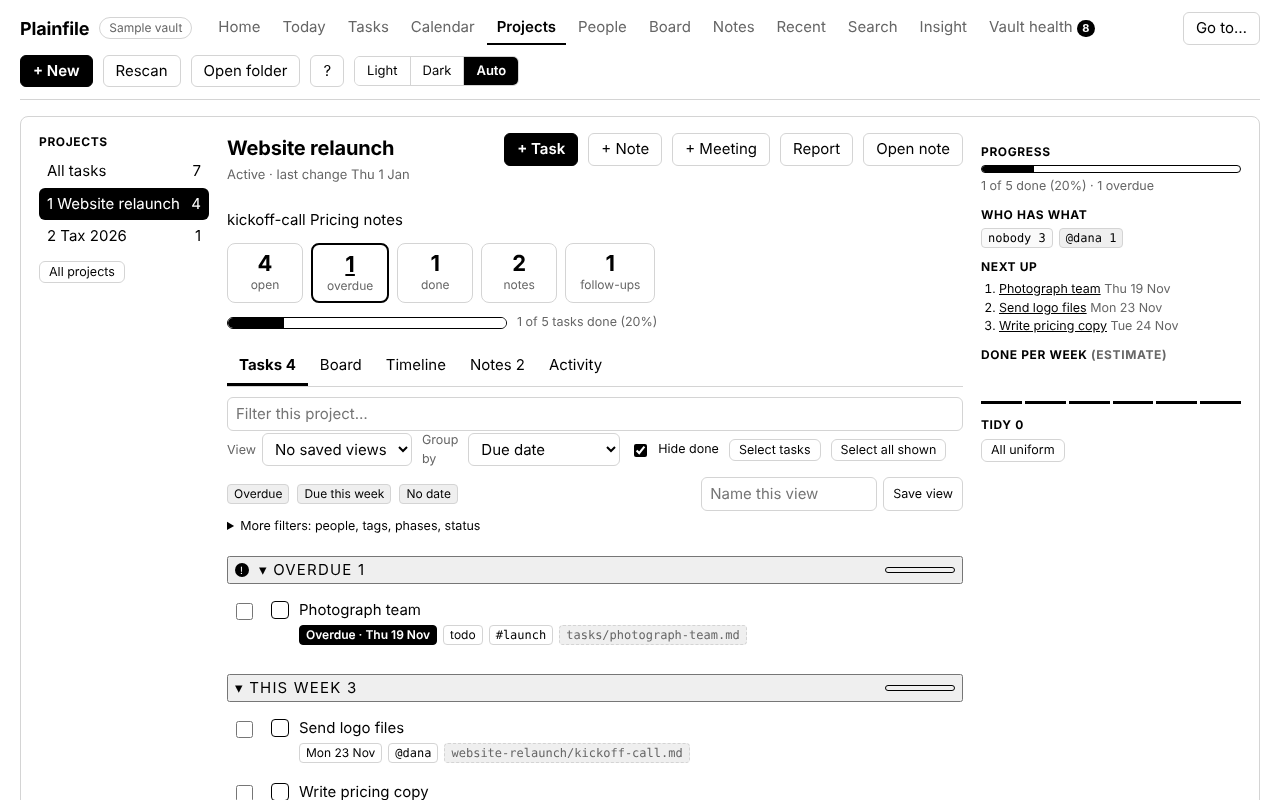 Plainfile Sample vault Home Today Tasks Calendar Projects People Board Notes Recent Search Insight Vault health 8 Go to...
+ New Rescan Open folder ? Light Dark Auto
PROJECTS
All tasks 7
1 Website relaunch 4
2 Tax 2026 1
All projects
Website relaunch + Task + Note + Meeting Report Open note
Active · last change Thu 1 Jan
kickoff-call Pricing notes
4 open
1 overdue
1 done
2 notes
1 follow-ups
1 of 5 tasks done (20%)
Tasks 4 Board Timeline Notes 2 Activity
Filter this project...
View No saved views Group by Due date Hide done Select tasks Select all shown
Overdue Due this week No date Name this view Save view
▶ More filters: people, tags, phases, status
! ▼ OVERDUE 1
Photograph team
Overdue · Thu 19 Nov todo #launch tasks/photograph-team.md
▼ THIS WEEK 3
Send logo files
Mon 23 Nov @dana website-relaunch/kickoff-call.md
Write pricing copy
PROGRESS
1 of 5 done (20%) · 1 overdue
WHO HAS WHAT
nobody 3 @dana 1
NEXT UP
1. Photograph team Thu 19 Nov
2. Send logo files Mon 23 Nov
3. Write pricing copy Tue 24 Nov
DONE PER WEEK (ESTIMATE)
TIDY 0
All uniform